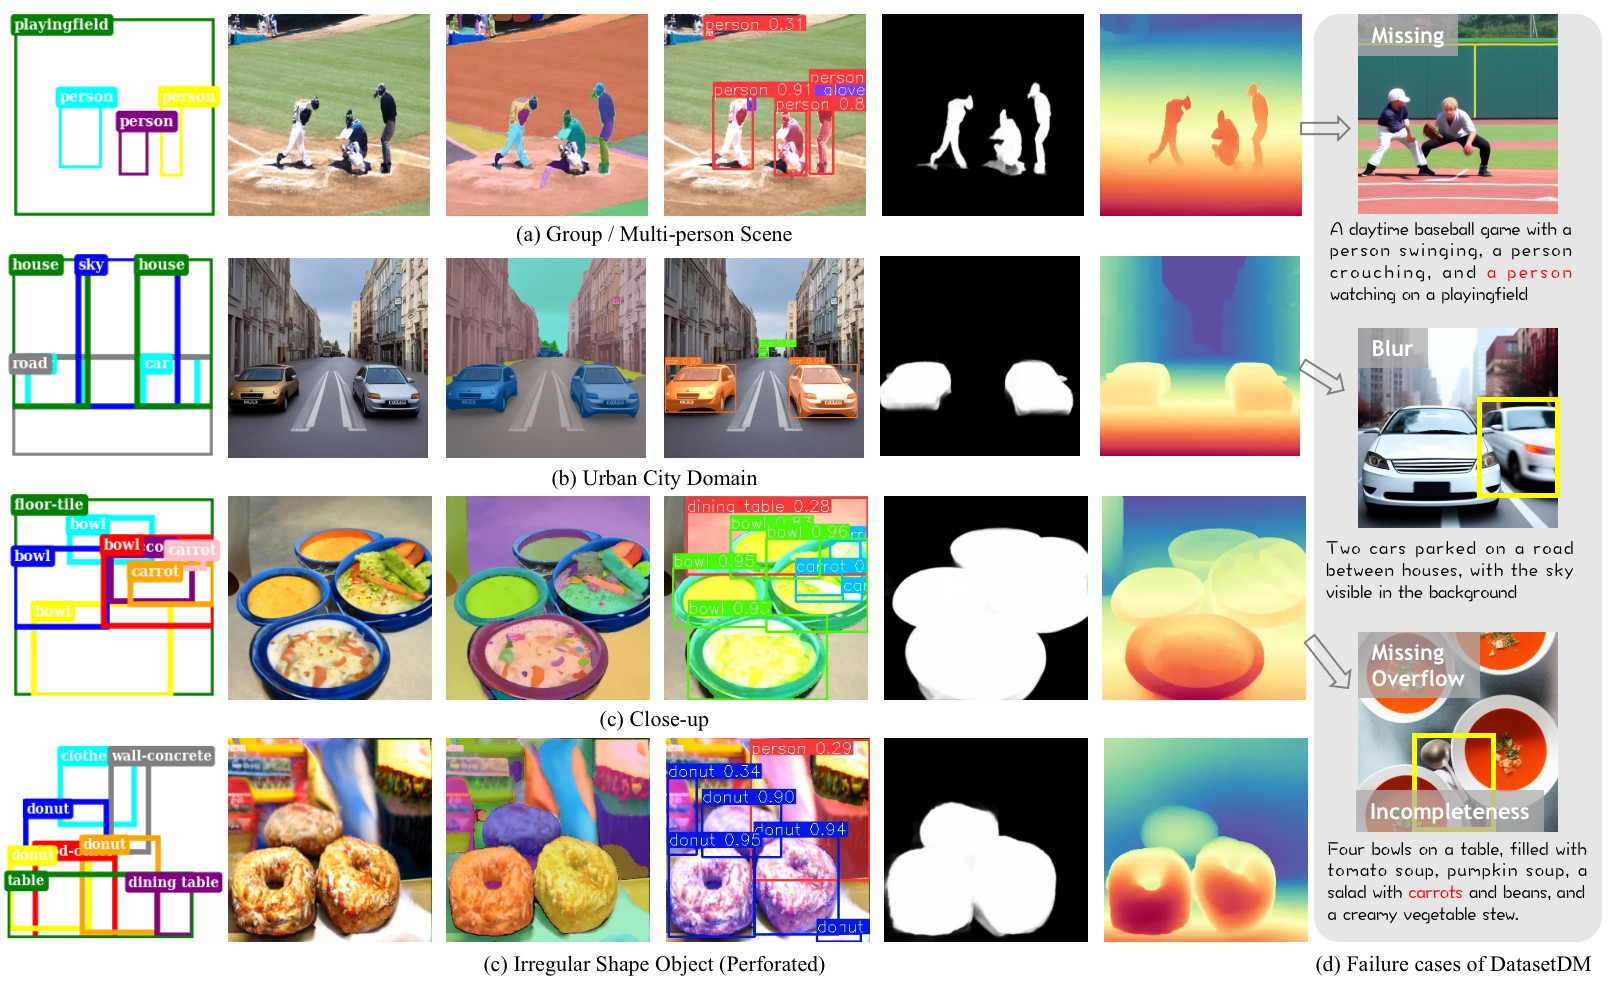 playingfield
person
person
person
person 0.31
person
person 0.91
glove
person 0.8
(a) Group / Multi-person Scene
Missing
A daytime baseball game with a
person swinging, a person
crouching, and a person
watching on a playingfield
house
sky
house
road
car
car 0.93
car 0.94
(b) Urban City Domain
Blur
Two cars parked on a road
between houses, with the sky
visible in the background
floor-tile
bowl
bowl
bowl
co
carrot
carrot
bowl
dining table 0.28
bowl 0.83
bowl 0.96
bowl 0.95
carrot 0
car
bowl 0.93
(c) Close-up
Missing
Overflow
Incompleteness
Four bowls on a table, filled with
tomato soup, pumpkin soup, a
salad with carrots and beans, and
a creamy vegetable stew.
clothe
wall-concrete
donut
donut
donut
table
dining table
person 0.29
donut 0.34
donut 0.90
donut 0.94
donut 0.95
donut
(c) Irregular Shape Object (Perforated)
(d) Failure cases of DatasetDM